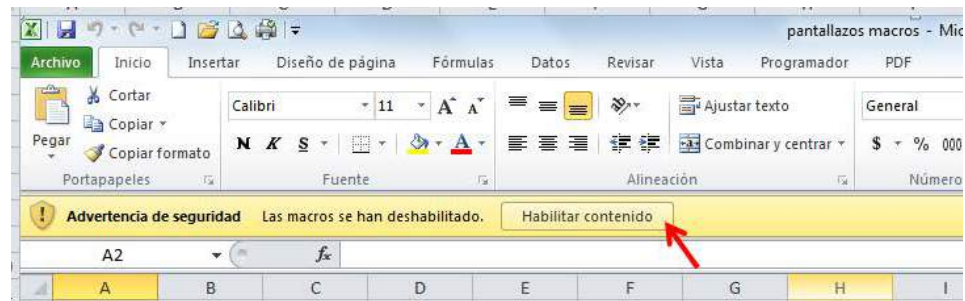 pantallazos macros - Mic
Archivo Inicio Insertar Diseño de página Fórmulas Datos Revisar Vista Programador PDF
Cortar Calibri 11 A A Ajustar texto General
Copiar
Pegar Copiar formato N K S A Combinar y centrar $ % 000
Portapapeles Fuente Alineación Número
Advertencia de seguridad Las macros se han deshabilitado. Habilitar contenido
A2 fx
A B C D E F G H I